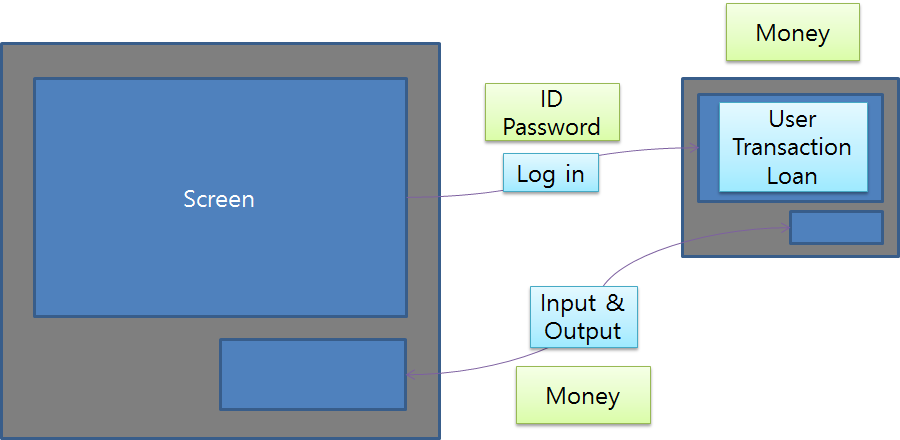 Money
ID
Password
User
Transaction
Loan
Log in
Screen
Input &
Output
Money